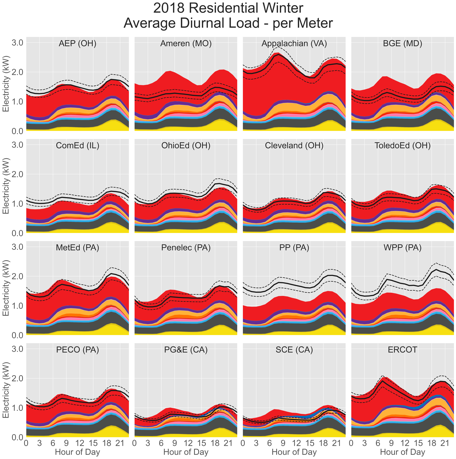 2018 Residential Winter
Average Diurnal Load - per Meter
AEP (OH) Ameren (MO) Appalachian (VA) BGE (MD)
3.0
2.0
1.0
0.0
Electricity (kW)
ComEd (IL) OhioEd (OH) Cleveland (OH) ToledoEd (OH)
3.0
2.0
1.0
0.0
Electricity (kW)
MetEd (PA) Penelec (PA) PP (PA) WPP (PA)
3.0
2.0
1.0
0.0
Electricity (kW)
PECO (PA) PG&E (CA) SCE (CA) ERCOT
3.0
2.0
1.0
0.0
Electricity (kW)
0 3 6 9 12 15 18 21 0 3 6 9 12 15 18 21 0 3 6 9 12 15 18 21 0 3 6 9 12 15 18 21
Hour of Day Hour of Day Hour of Day Hour of Day